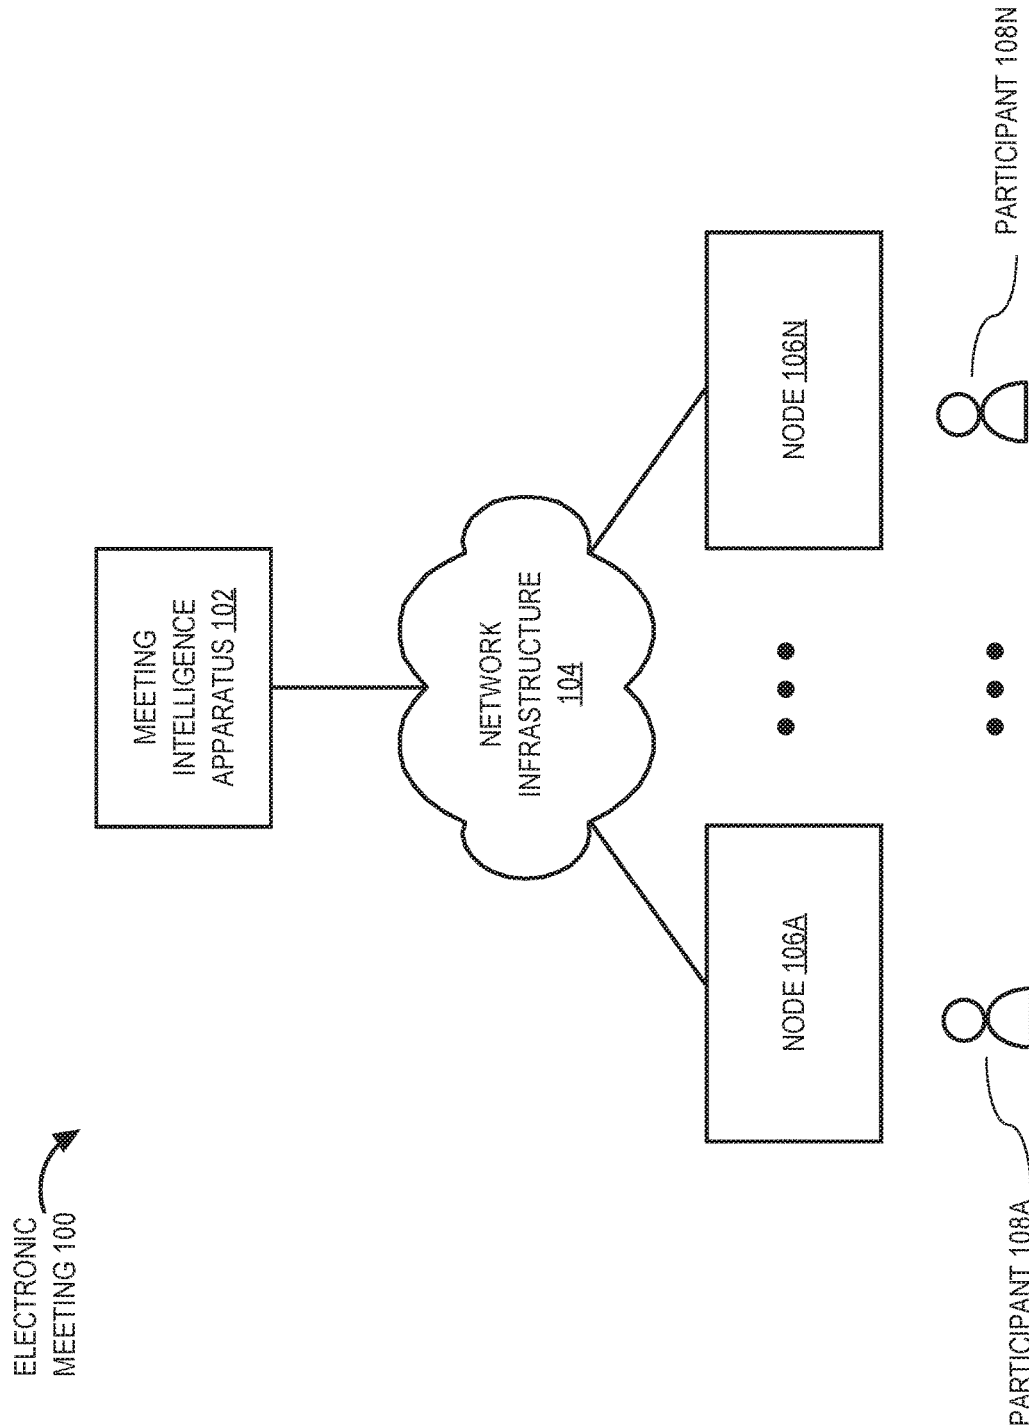 ELECTRONIC
MEETING 100
MEETING
INTELLIGENCE
APPARATUS 102
NETWORK
INFRASTRUCTURE
104
NODE 106A
NODE 106N
PARTICIPANT 108A
PARTICIPANT 108N